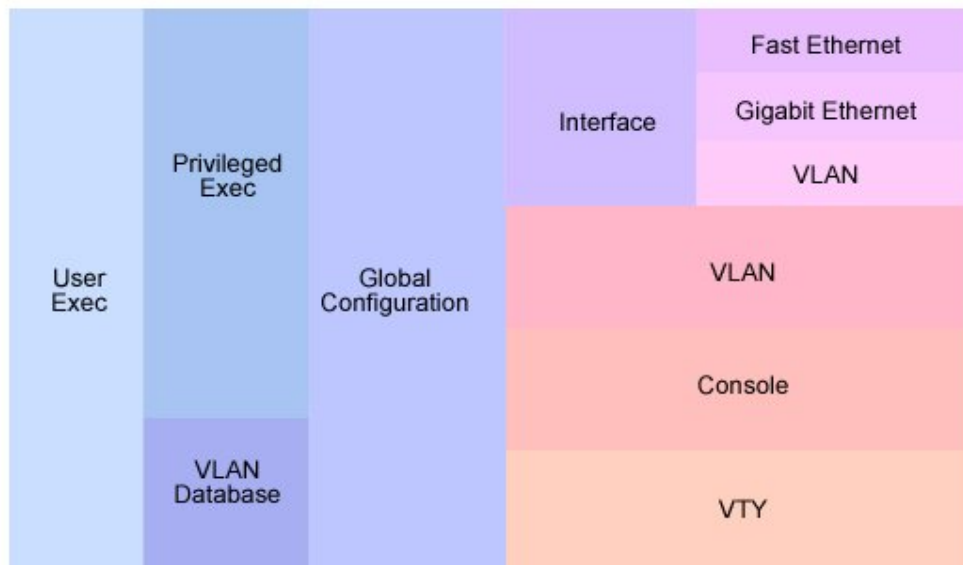 User
Exec
Privileged
Exec
VLAN
Database
Global
Configuration
Interface
Fast Ethernet
Gigabit Ethernet
VLAN
VLAN
Console
VTY